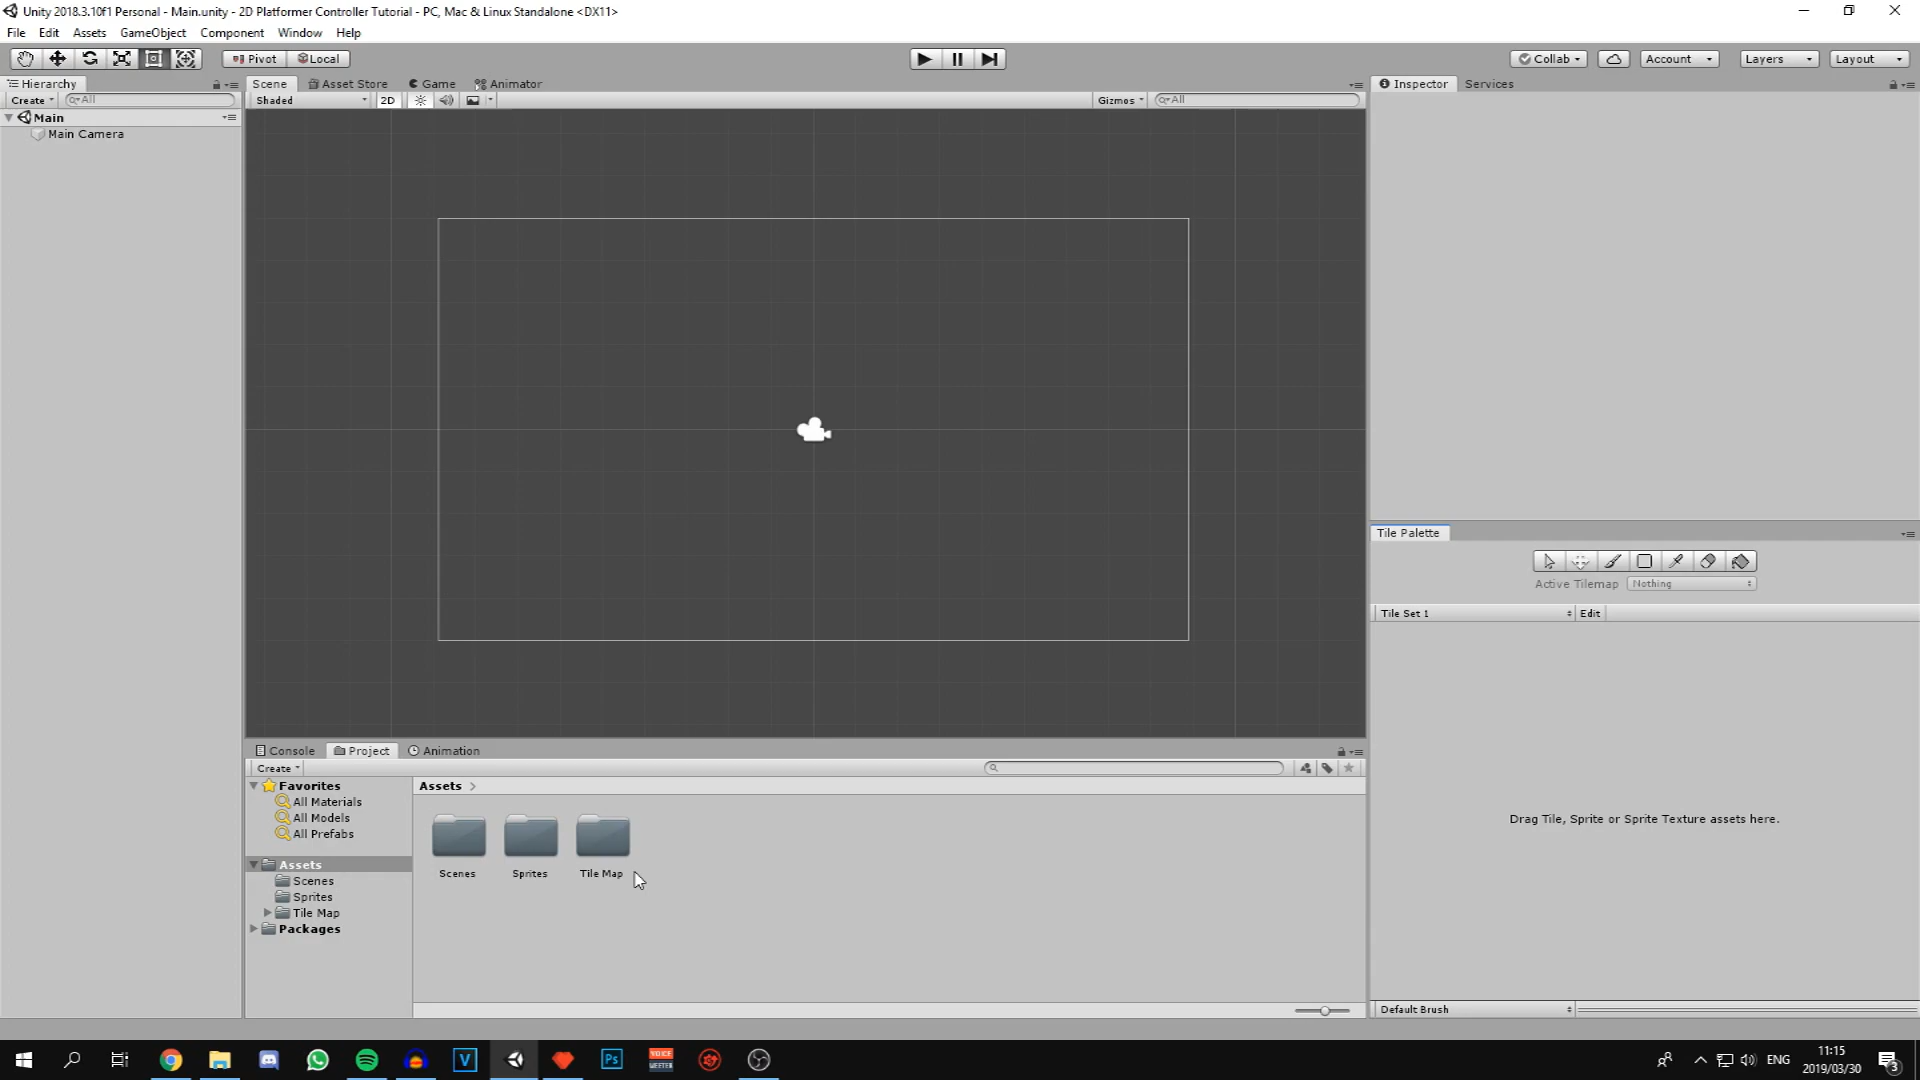 Unity 2018.3.10f1 Personal - Main.unity - 2D Platformer Controller Tutorial - PC, Mac & Linux Standalone <DX11>
File Edit Assets GameObject Component Window Help
Pivot Local Collab Account Layers Layout
Hierarchy Scene Asset Store Game Animator Inspector Services
Create All Shaded 2D Gizmos All
Main
Main Camera
Tile Palette
Active Tilemap Nothing
Tile Set 1 Edit
Console Project Animation
Create
Favorites Assets
All Materials
All Models
All Prefabs
Drag Tile, Sprite or Sprite Texture assets here.
Assets
Scenes Sprites Tile Map
Scenes
Sprites
Tile Map
Packages
Default Brush
V Ps VOICE MEETER ENG 11:15
2019/03/30 3